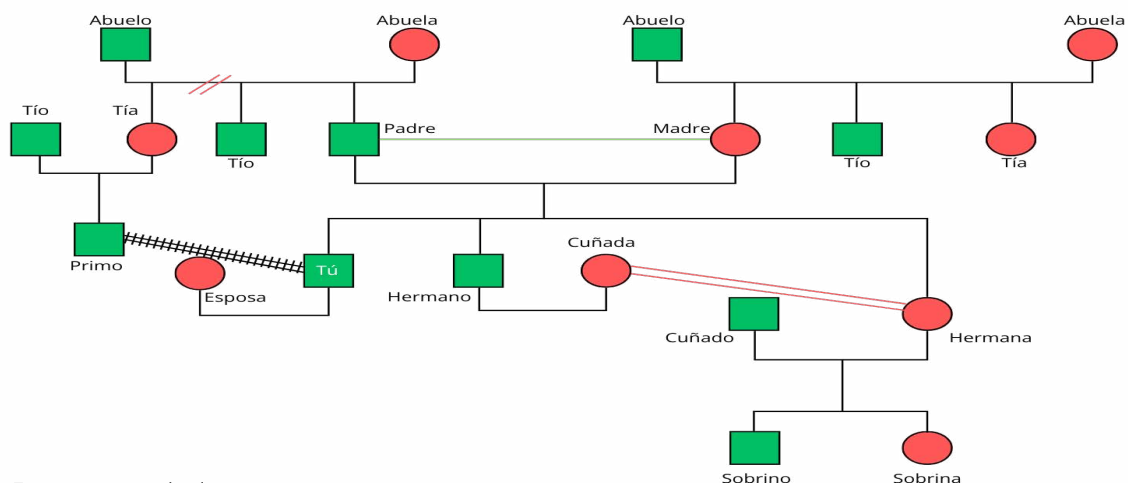 Abuelo
Abuela
Abuelo
Abuela
Tío
Tía
Tío
Padre
Madre
Tío
Tía
Primo
Esposa
Tú
Hermano
Cuñada
Cuñado
Hermana
Sobrino
Sobrina